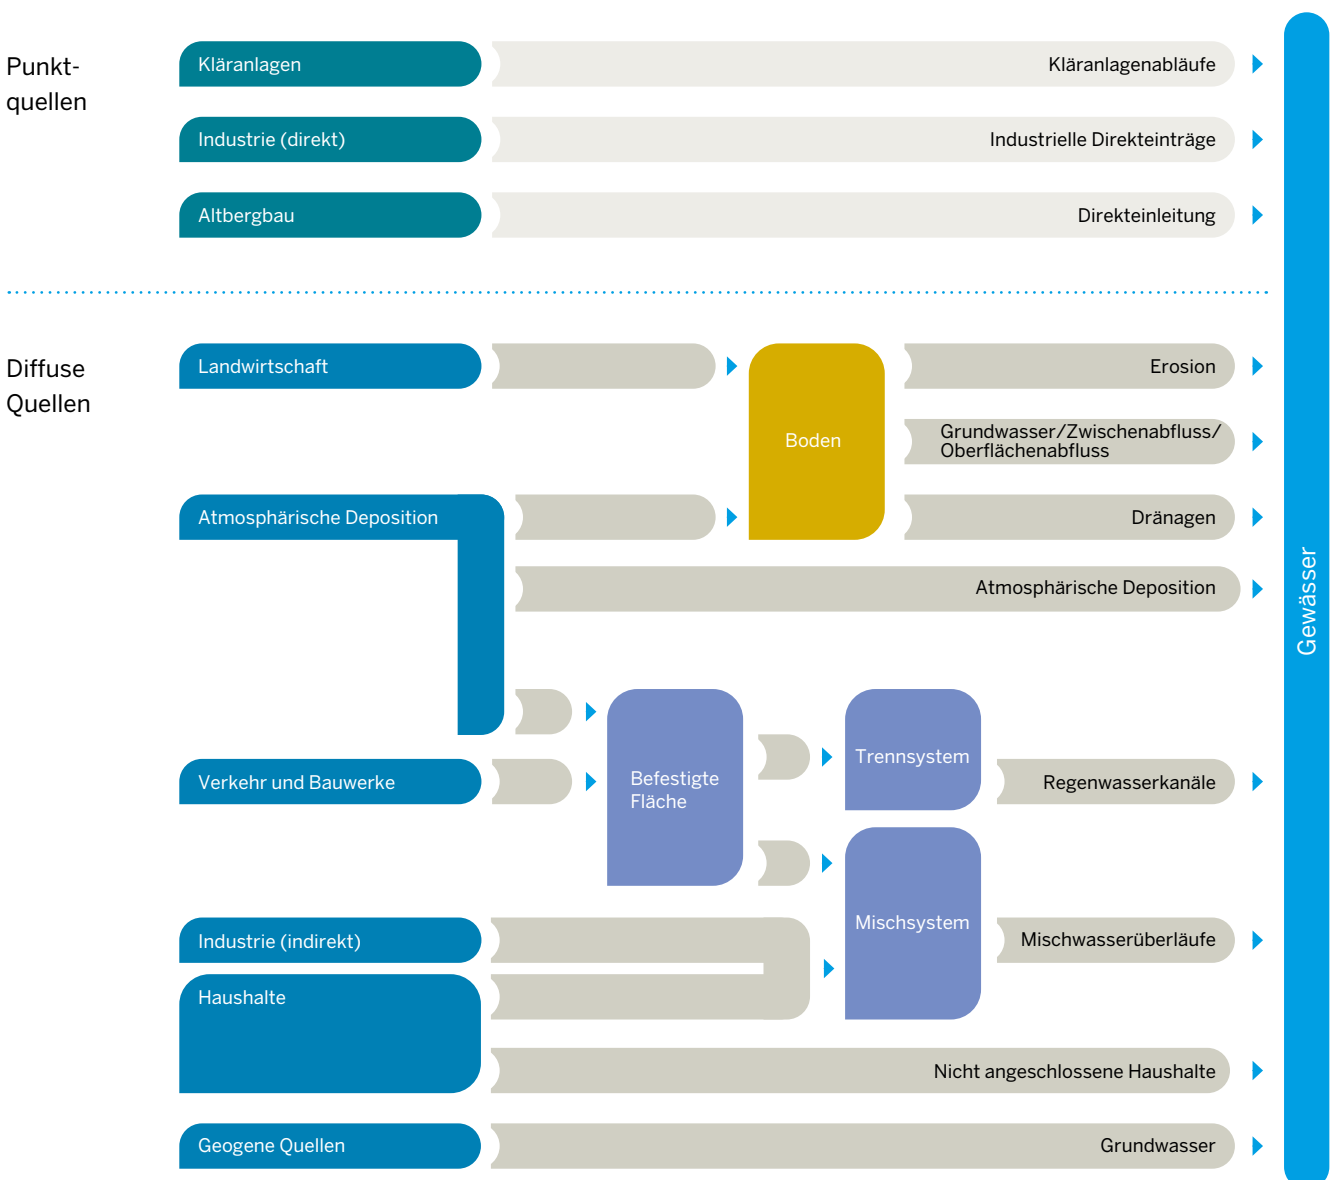 Punkt-
quellen
Kläranlagen
Kläranlagenabläufe
Industrie (direkt)
Industrielle Direkteinträge
Altbergbau
Direkteinleitung
Diffuse
Quellen
Landwirtschaft
Boden
Erosion
Grundwasser/Zwischenabfluss/
Oberflächenabfluss
Atmosphärische Deposition
Dränagen
Atmosphärische Deposition
Gewässer
Verkehr und Bauwerke
Befestigte
Fläche
Trennsystem
Regenwasserkanäle
Industrie (indirekt)
Mischsystem
Mischwasserüberläufe
Haushalte
Nicht angeschlossene Haushalte
Geogene Quellen
Grundwasser